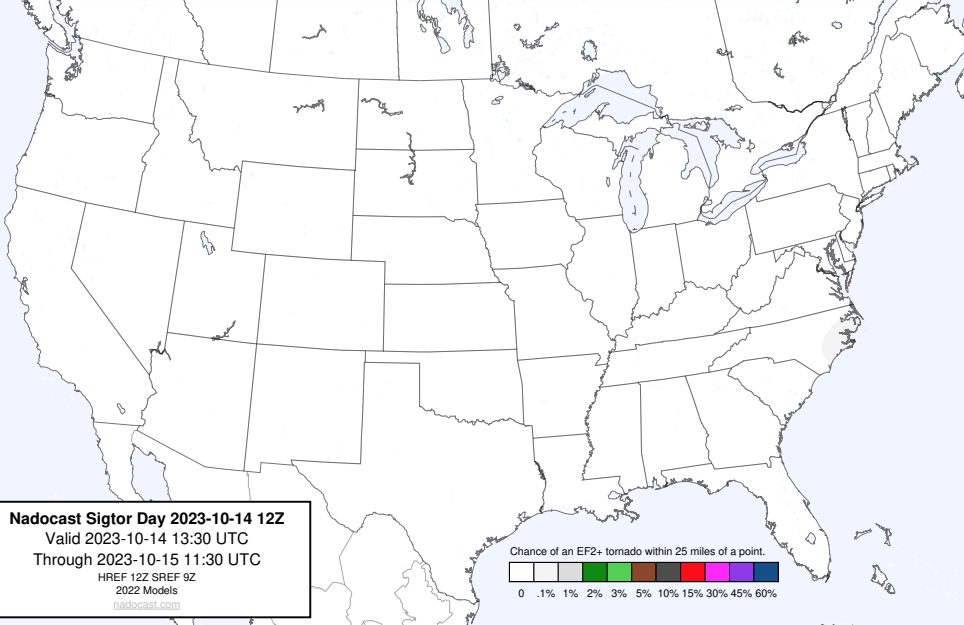 Nadocast Sigtor Day 2023-10-14 12Z
Valid 2023-10-14 13:30 UTC
Through 2023-10-15 11:30 UTC
HREF 12Z SREF 9Z
2022 Models
nadocast.com
Chance of an EF2+ tornado within 25 miles of a point.
0 .1% 1% 2% 3% 5% 10% 15% 30% 45% 60%